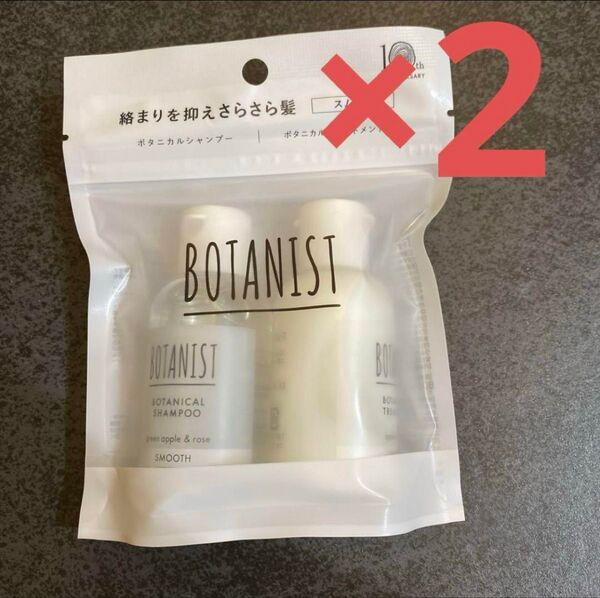 10th
×2
絡まりを抑えさらさら髪
ボタニカルシャンプー
BOTANIST
BOTANIST
BOTANICAL
SHAMPOO
green apple & rose
SMOOTH